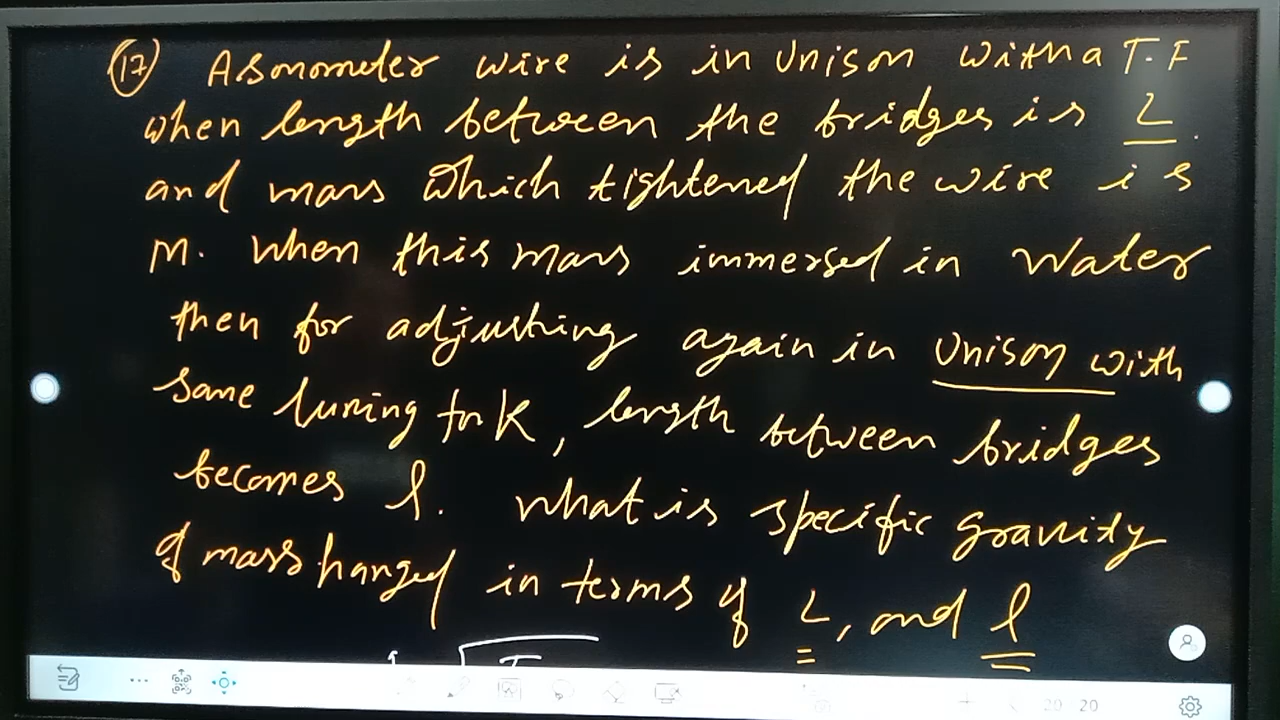 (17) A sonometer wire is in Unison with a T.F
when length between the bridges is L.
and mass which tightened the wire is
M. when this mass immersed in Water
then for adjusting again in Unison with
same tuning fork, length between bridges
becomes l. what is specific gravity
of mass hanged in terms of L, and l
20 20